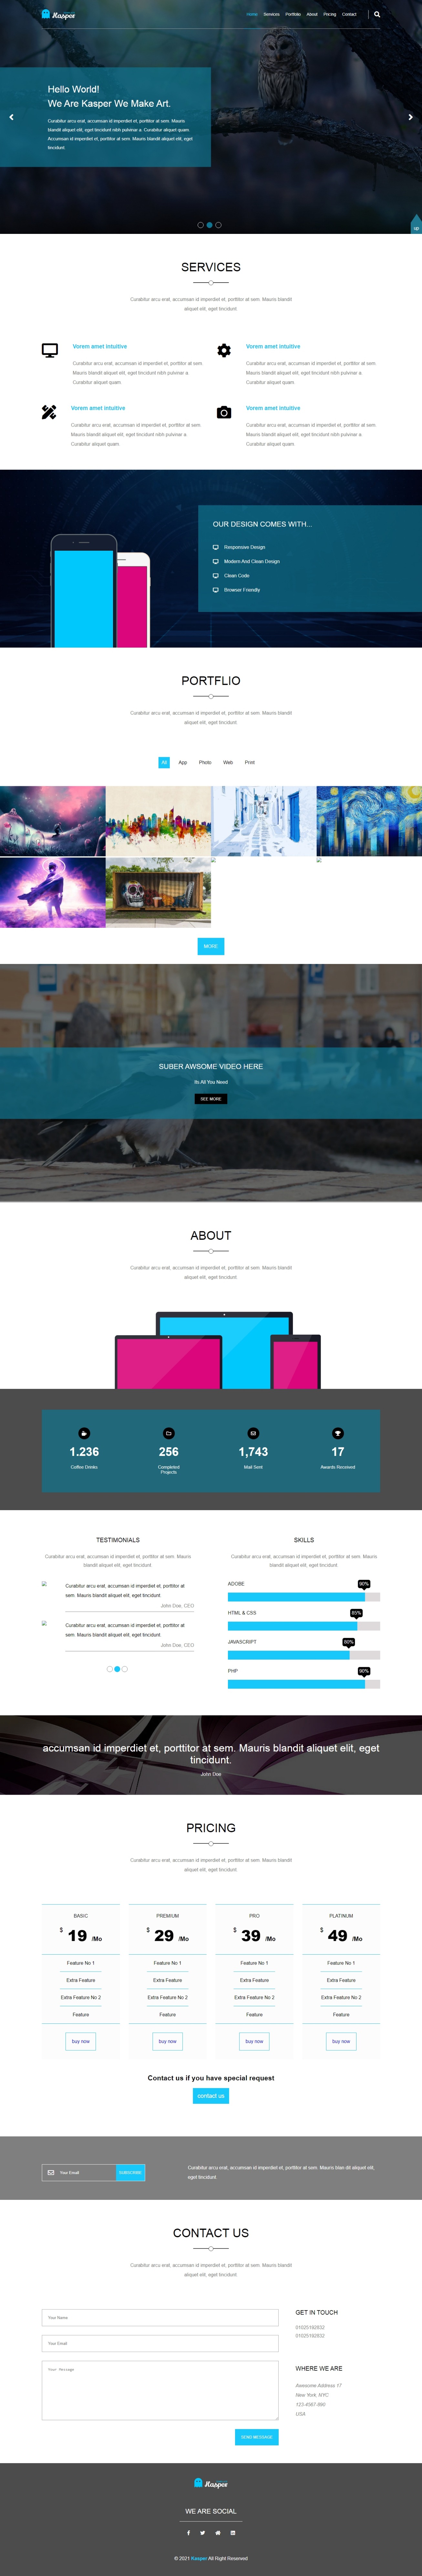 Kasper
Home Services Portfolio About Pricing Contact
Hello World!
We Are Kasper We Make Art.
Curabitur arcu erat, accumsan id imperdiet et, porttitor at sem. Mauris
blandit aliquet elit, eget tincidunt nibh pulvinar a. Curabitur aliquet quam.
Accumsan id imperdiet et, porttitor at sem. Mauris blandit aliquet elit, eget
tincidunt.
up
SERVICES
Curabitur arcu erat, accumsan id imperdiet et, porttitor at sem. Mauris blandit
aliquet elit, eget tincidunt.
Vorem amet intuitive
Curabitur arcu erat, accumsan id imperdiet et, porttitor at sem.
Mauris blandit aliquet elit, eget tincidunt nibh pulvinar a.
Curabitur aliquet quam.
Vorem amet intuitive
Curabitur arcu erat, accumsan id imperdiet et, porttitor at sem.
Mauris blandit aliquet elit, eget tincidunt nibh pulvinar a.
Curabitur aliquet quam.
Vorem amet intuitive
Curabitur arcu erat, accumsan id imperdiet et, porttitor at sem.
Mauris blandit aliquet elit, eget tincidunt nibh pulvinar a.
Curabitur aliquet quam.
Vorem amet intuitive
Curabitur arcu erat, accumsan id imperdiet et, porttitor at sem.
Mauris blandit aliquet elit, eget tincidunt nibh pulvinar a.
Curabitur aliquet quam.
OUR DESIGN COMES WITH...
Responsive Design
Modern And Clean Design
Clean Code
Browser Friendly
PORTFLIO
Curabitur arcu erat, accumsan id imperdiet et, porttitor at sem. Mauris blandit
aliquet elit, eget tincidunt.
All App Photo Web Print
MORE
SUBER AWSOME VIDEO HERE
Its All You Need
SEE MORE
ABOUT
Curabitur arcu erat, accumsan id imperdiet et, porttitor at sem. Mauris blandit
aliquet elit, eget tincidunt.
1.236 256 1,743 17
Coffee Drinks Completed Mail Sent Awards Received
Projects
TESTIMONIALS
Curabitur arcu erat, accumsan id imperdiet et, porttitor at sem. Mauris
blandit aliquet elit, eget tincidunt.
Curabitur arcu erat, accumsan id imperdiet et, porttitor at
sem. Mauris blandit aliquet elit, eget tincidunt.
John Doe, CEO
Curabitur arcu erat, accumsan id imperdiet et, porttitor at
sem. Mauris blandit aliquet elit, eget tincidunt.
John Doe, CEO
SKILLS
Curabitur arcu erat, accumsan id imperdiet et, porttitor at sem. Mauris
blandit aliquet elit, eget tincidunt.
ADOBE 90%
HTML & CSS 85%
JAVASCRIPT 80%
PHP 90%
accumsan id imperdiet et, porttitor at sem. Mauris blandit aliquet elit, eget
tincidunt.
John Doe
PRICING
Curabitur arcu erat, accumsan id imperdiet et, porttitor at sem. Mauris blandit
aliquet elit, eget tincidunt.
BASIC
$ 19 /Mo
Feature No 1
Extra Feature
Extra Feature No 2
Feature
buy now
PREMIUM
$ 29 /Mo
Feature No 1
Extra Feature
Extra Feature No 2
Feature
buy now
PRO
$ 39 /Mo
Feature No 1
Extra Feature
Extra Feature No 2
Feature
buy now
PLATINUM
$ 49 /Mo
Feature No 1
Extra Feature
Extra Feature No 2
Feature
buy now
Contact us if you have special request
contact us
Your Email SUBSCRIBE
Curabitur arcu erat, accumsan id imperdiet et, porttitor at sem. Mauris blan dit aliquet elit,
eget tincidunt.
CONTACT US
Curabitur arcu erat, accumsan id imperdiet et, porttitor at sem. Mauris blandit
aliquet elit, eget tincidunt.
Your Name
Your Email
Your Message
SEND MESSAGE
GET IN TOUCH
01025192832
01025192832
WHERE WE ARE
Awesome Address 17
New York, NYC
123-4567-890
USA
Kasper
WE ARE SOCIAL
© 2021 Kasper All Right Reserved